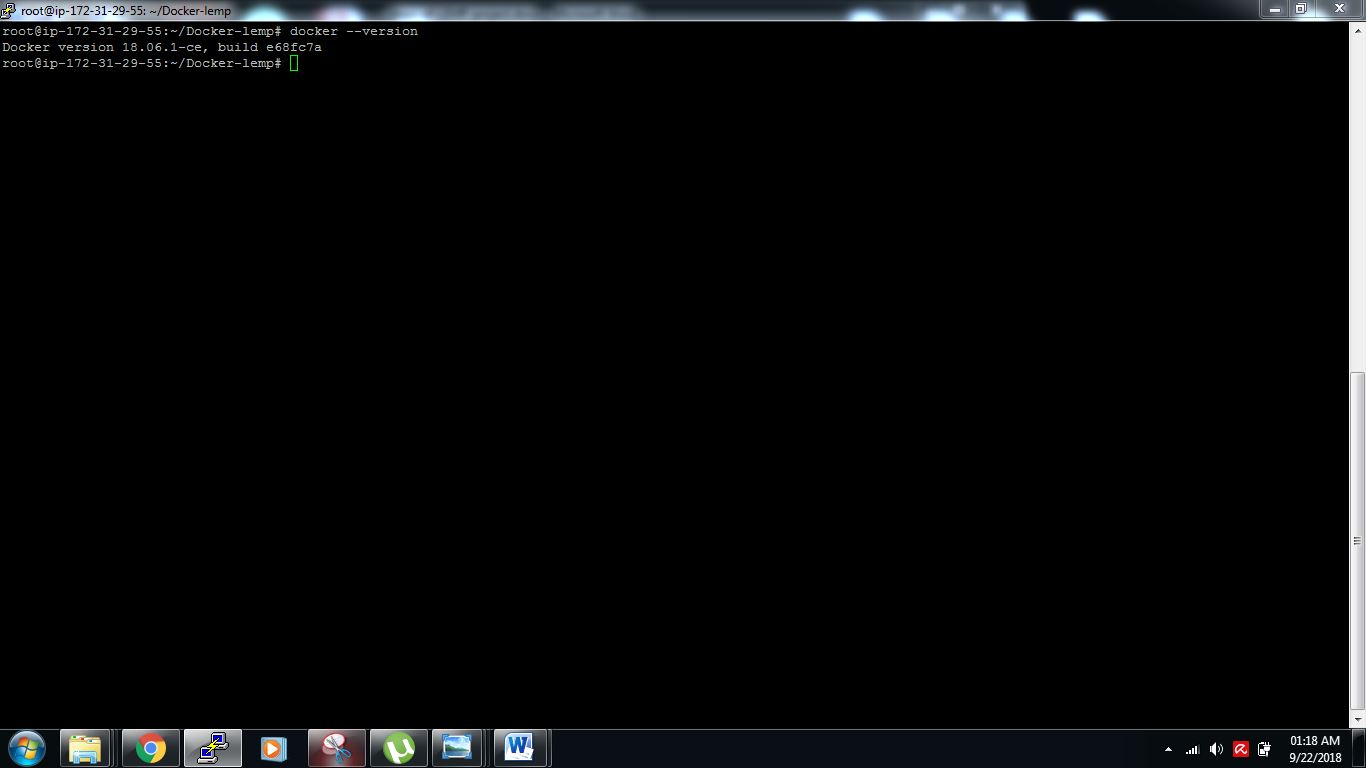 root@ip-172-31-29-55: ~/Docker-lemp
root@ip-172-31-29-55:~/Docker-lemp# docker --version
Docker version 18.06.1-ce, build e68fc7a
root@ip-172-31-29-55:~/Docker-lemp#
01:18 AM
9/22/2018